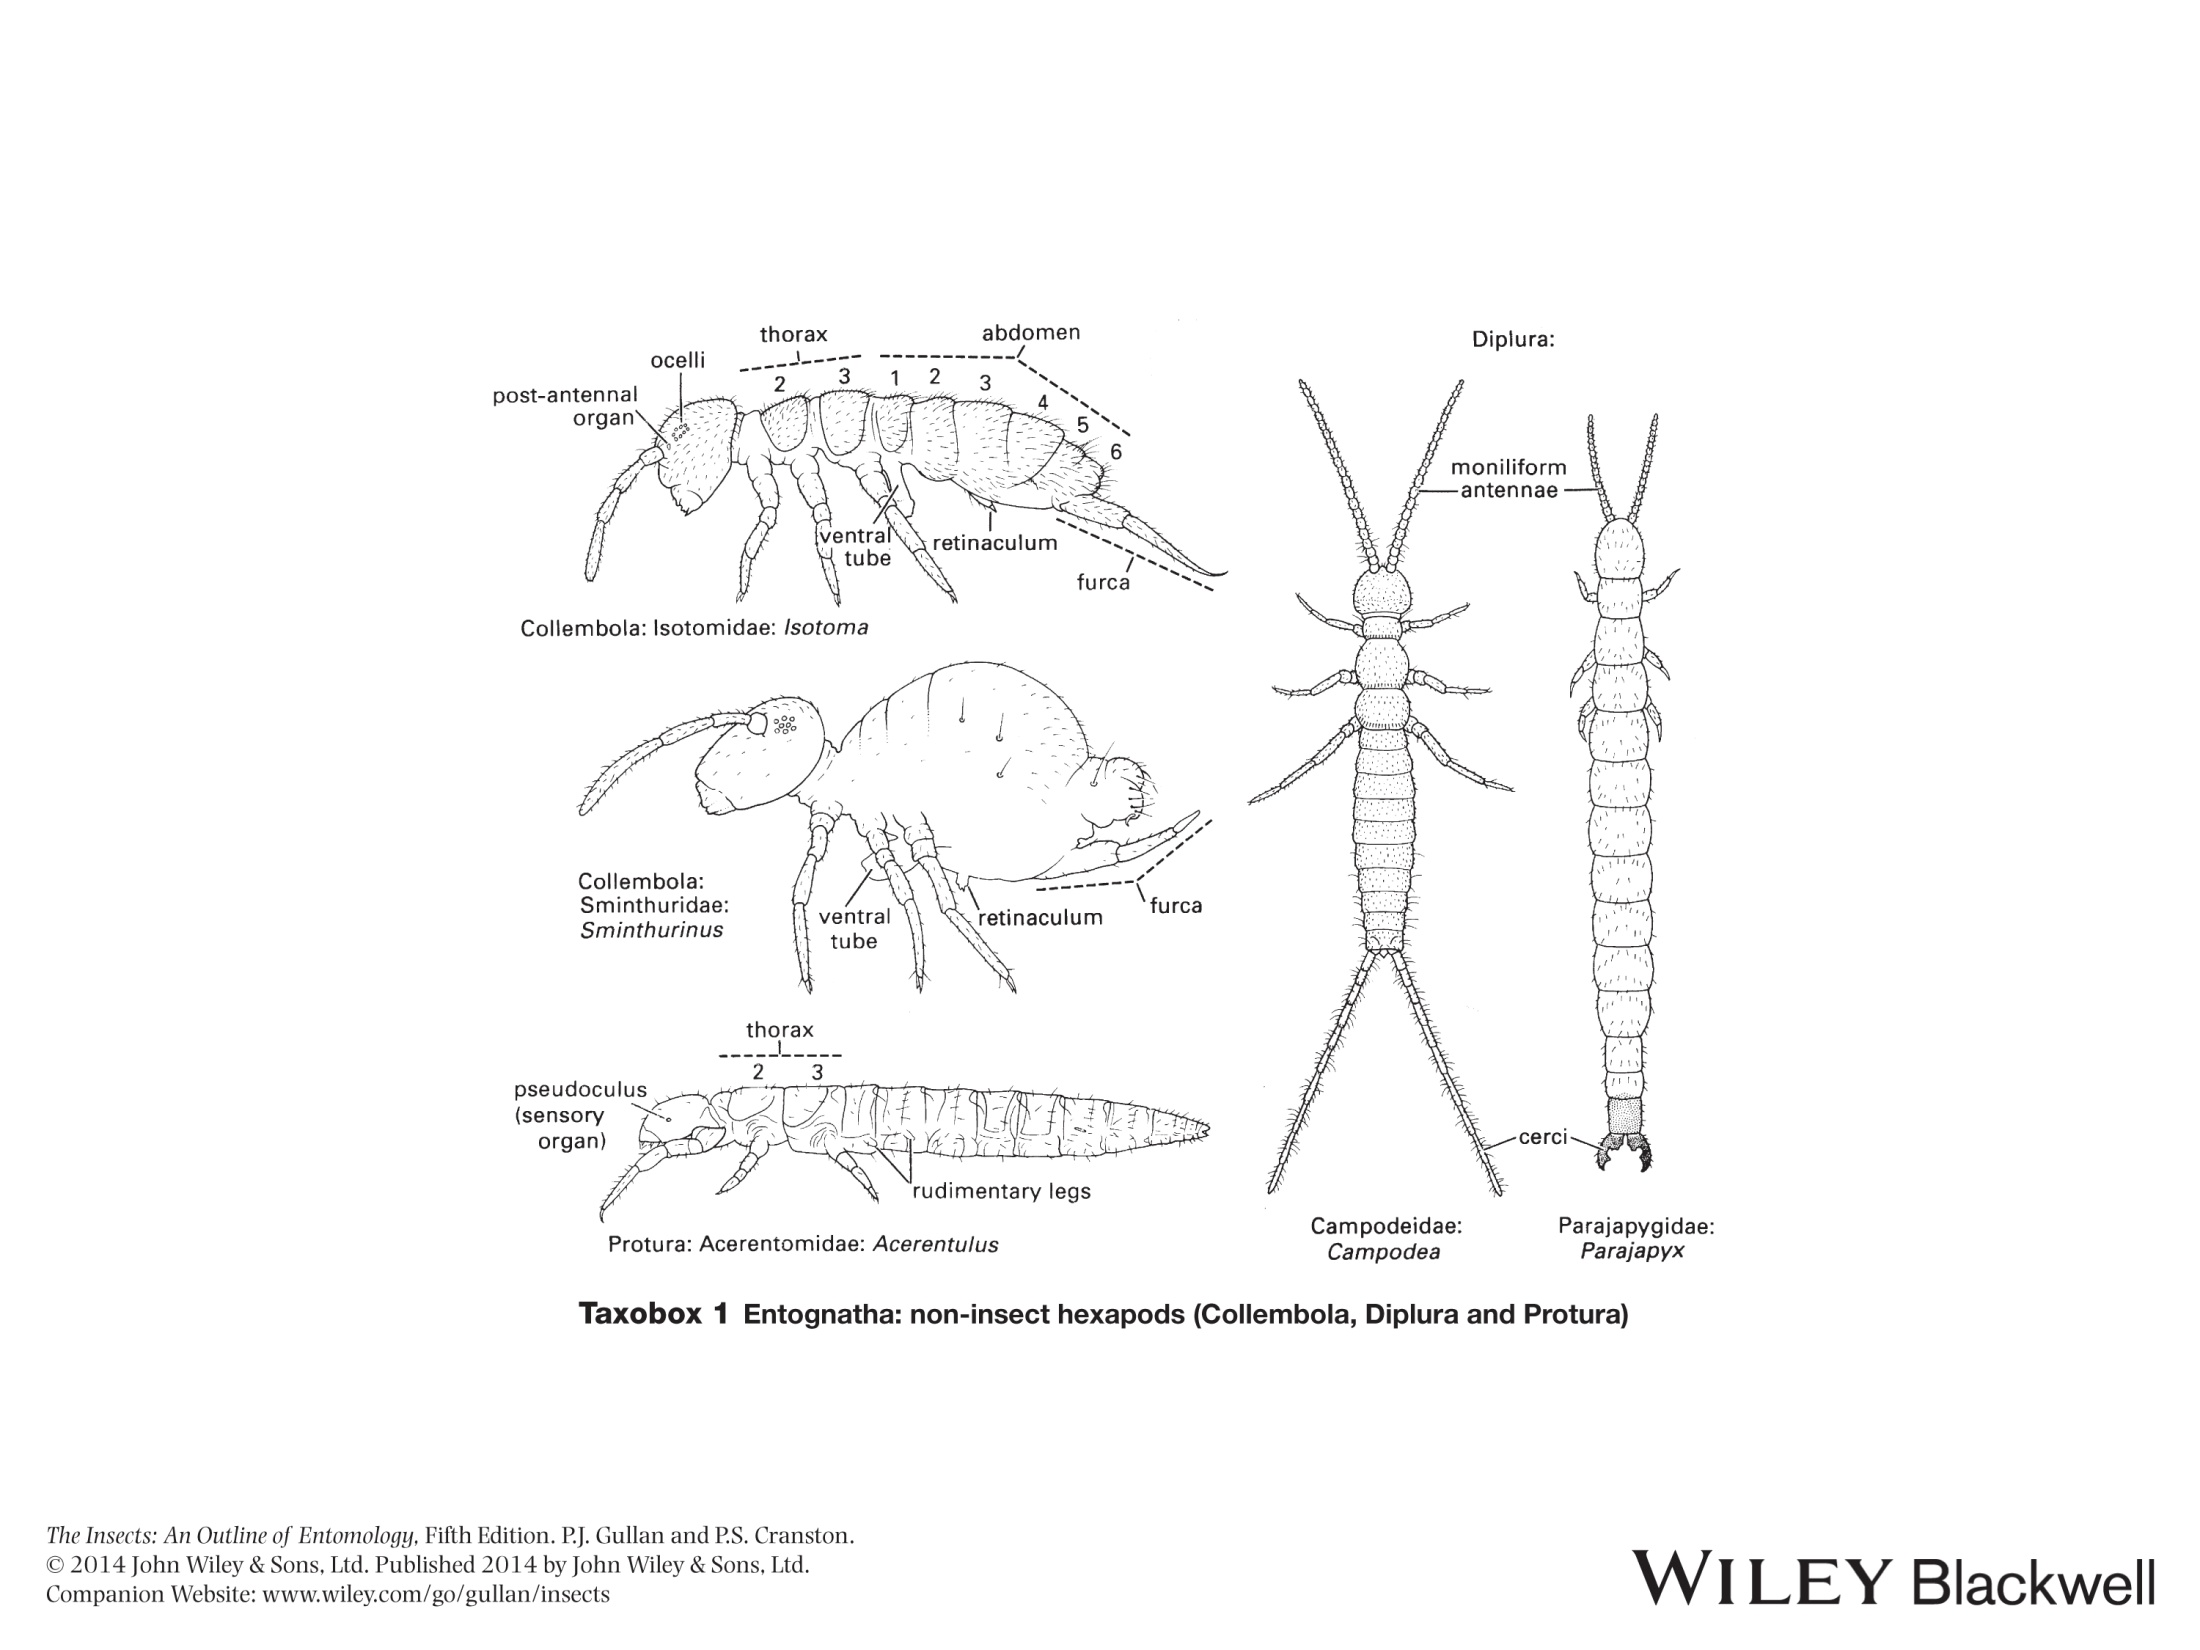 thorax
abdomen
ocelli
post-antennal
organ
2 3 1 2 3 4 5 6
ventral
tube
retinaculum
furca
Collembola: Isotomidae: Isotoma
Collembola:
Sminthuridae:
Sminthurinus
ventral
tube
retinaculum
furca
thorax
2 3
pseudoculus
(sensory
organ)
rudimentary legs
Protura: Acerentomidae: Acerentulus
Diplura:
moniliform
antennae
cerci
Campodeidae:
Campodea
Parajapygidae:
Parajapyx
Taxobox 1 Entognatha: non-insect hexapods (Collembola, Diplura and Protura)
The Insects: An Outline of Entomology, Fifth Edition. P.J. Gullan and P.S. Cranston.
© 2014 John Wiley & Sons, Ltd. Published 2014 by John Wiley & Sons, Ltd.
Companion Website: www.wiley.com/go/gullan/insects
WILEY Blackwell